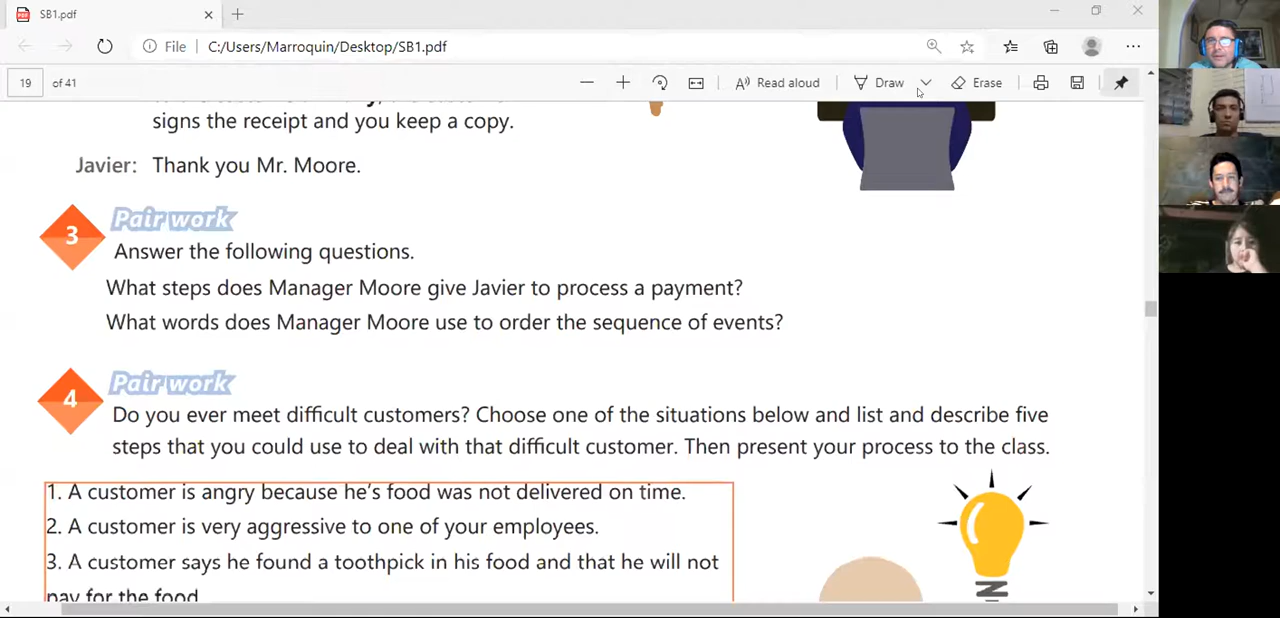 SB1.pdf
File C:/Users/Marroquin/Desktop/SB1.pdf
19 of 41 Read aloud Draw Erase
signs the receipt and you keep a copy.
Javier: Thank you Mr. Moore.
3 Pair work
Answer the following questions.
What steps does Manager Moore give Javier to process a payment?
What words does Manager Moore use to order the sequence of events?
4 Pair work
Do you ever meet difficult customers? Choose one of the situations below and list and describe five
steps that you could use to deal with that difficult customer. Then present your process to the class.
1. A customer is angry because he's food was not delivered on time.
2. A customer is very aggressive to one of your employees.
3. A customer says he found a toothpick in his food and that he will not
pay for the food